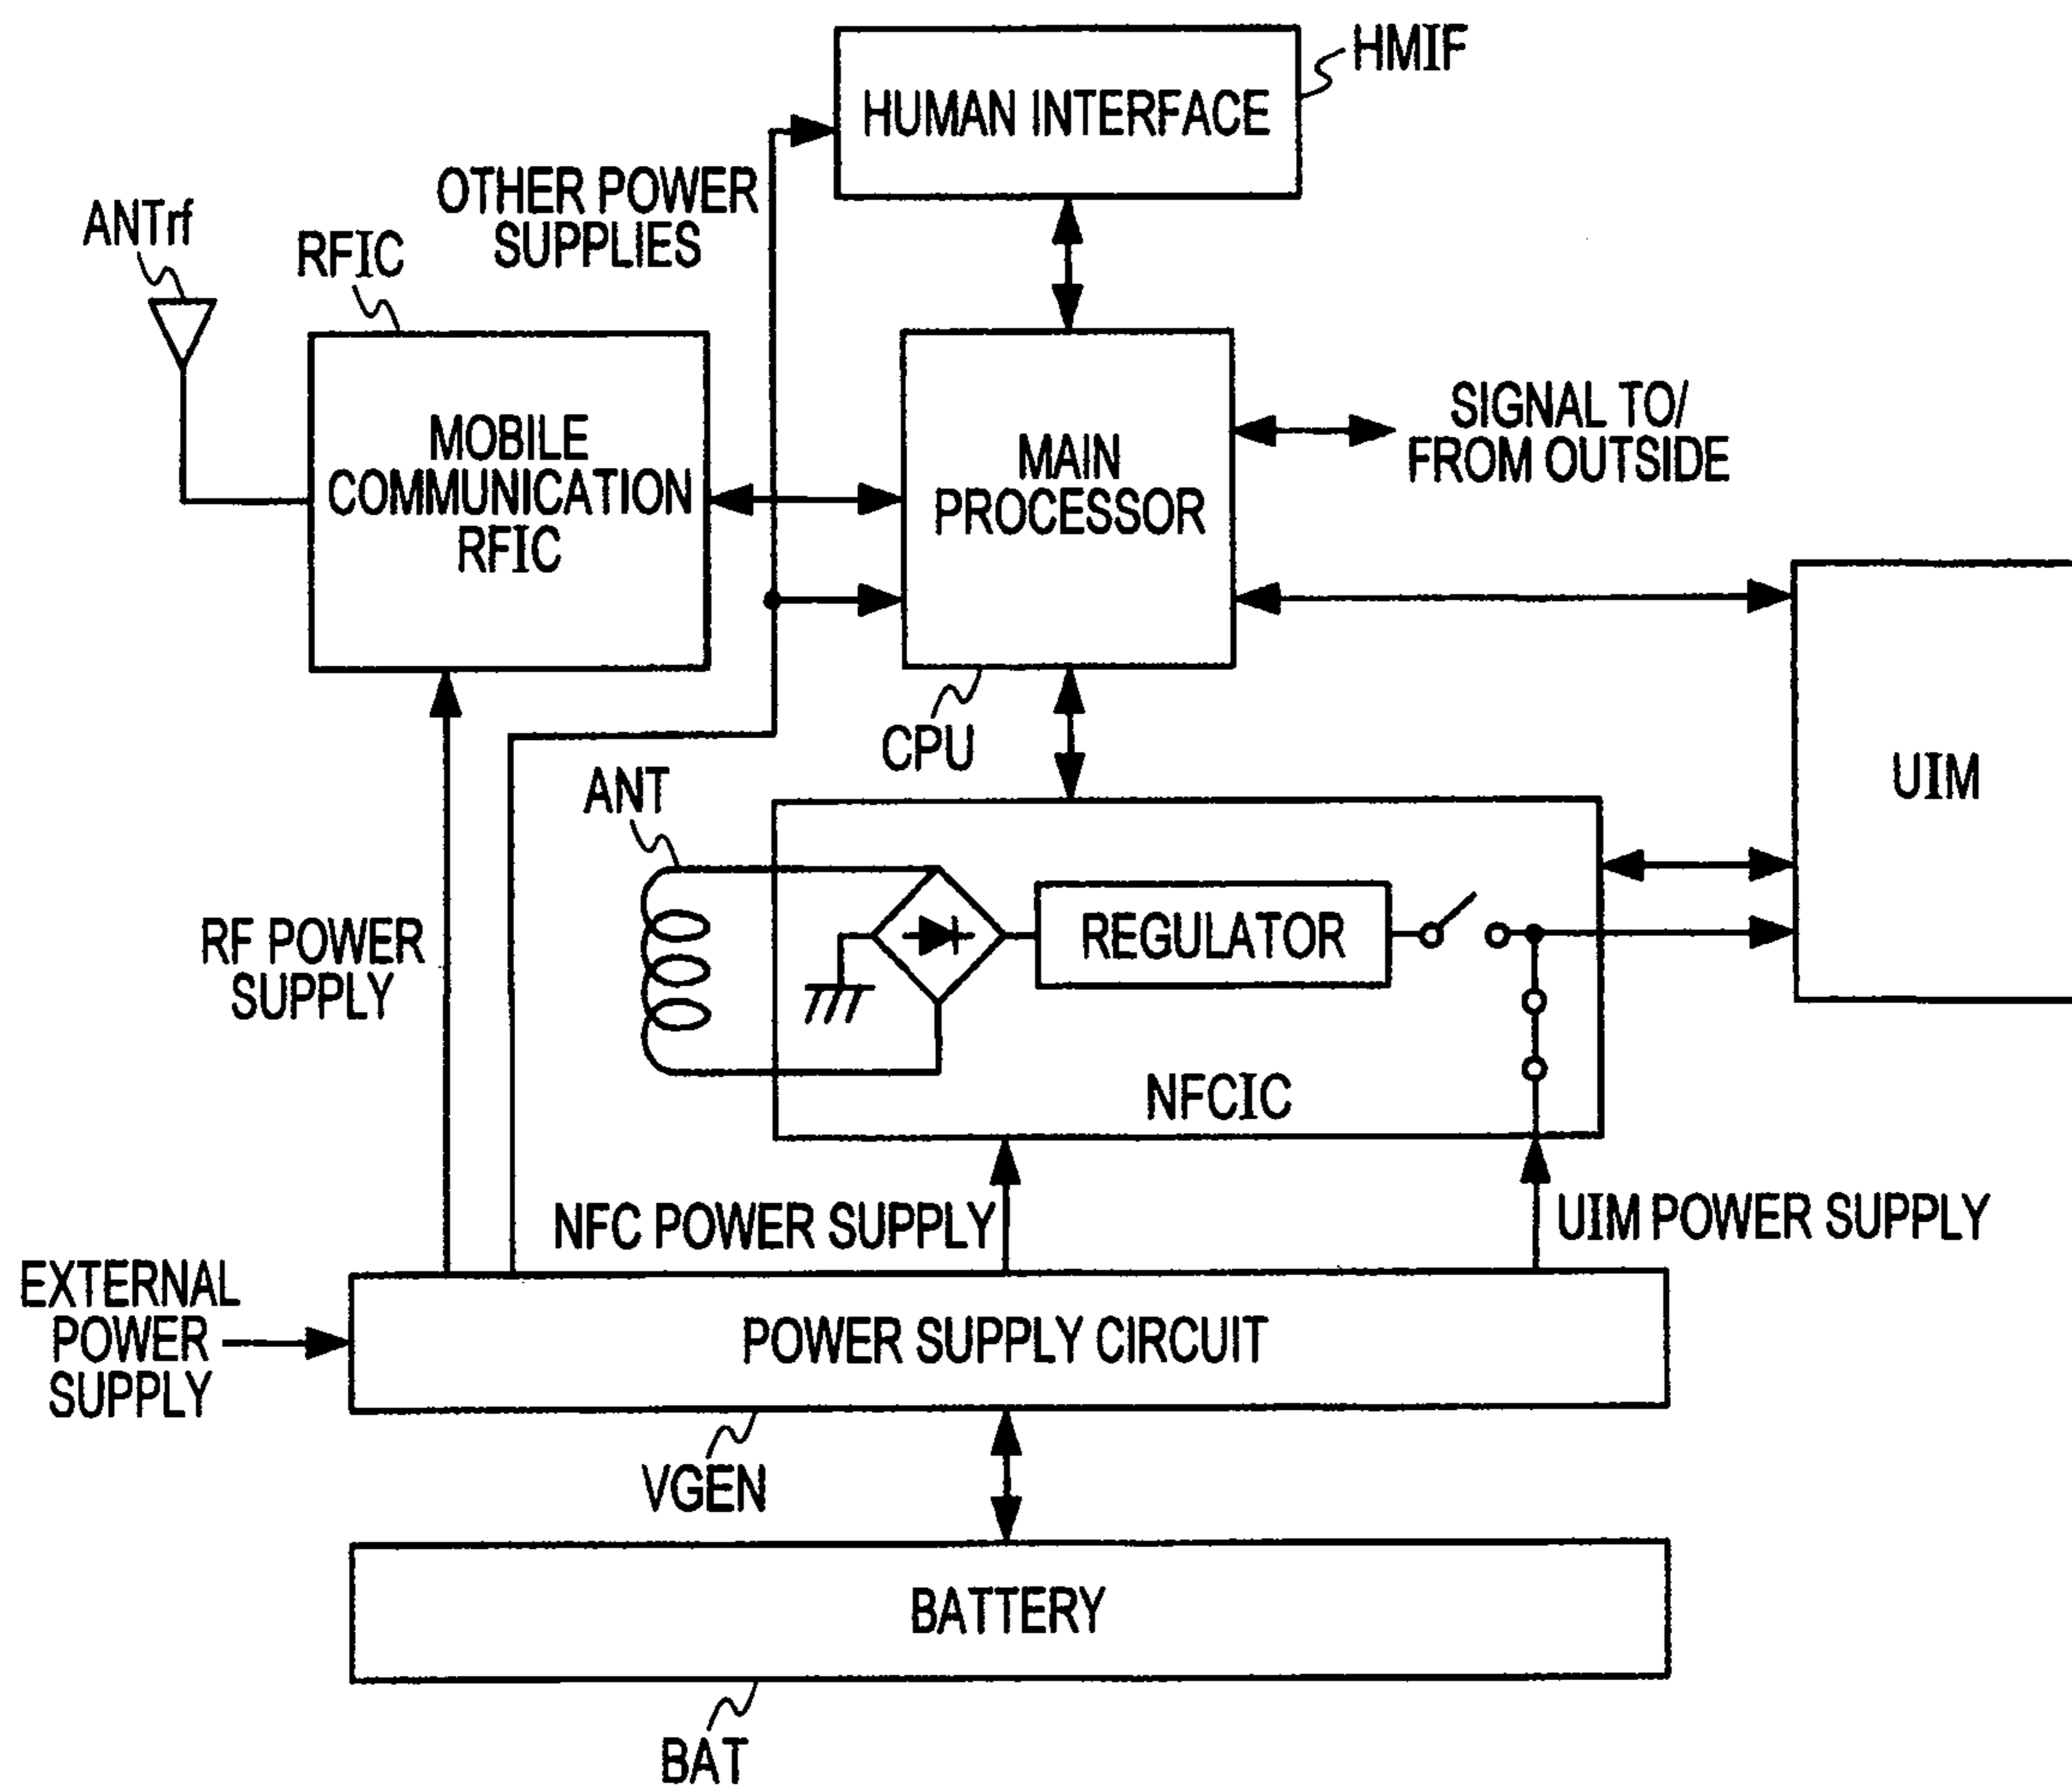 HMIF
HUMAN INTERFACE
OTHER POWER
SUPPLIES
ANTrf
RFIC
MOBILE
COMMUNICATION
RFIC
MAIN
PROCESSOR
SIGNAL TO/
FROM OUTSIDE
CPU
UIM
ANT
REGULATOR
RF POWER
SUPPLY
NFCIC
NFC POWER SUPPLY
UIM POWER SUPPLY
EXTERNAL
POWER
SUPPLY
POWER SUPPLY CIRCUIT
VGEN
BATTERY
BAT